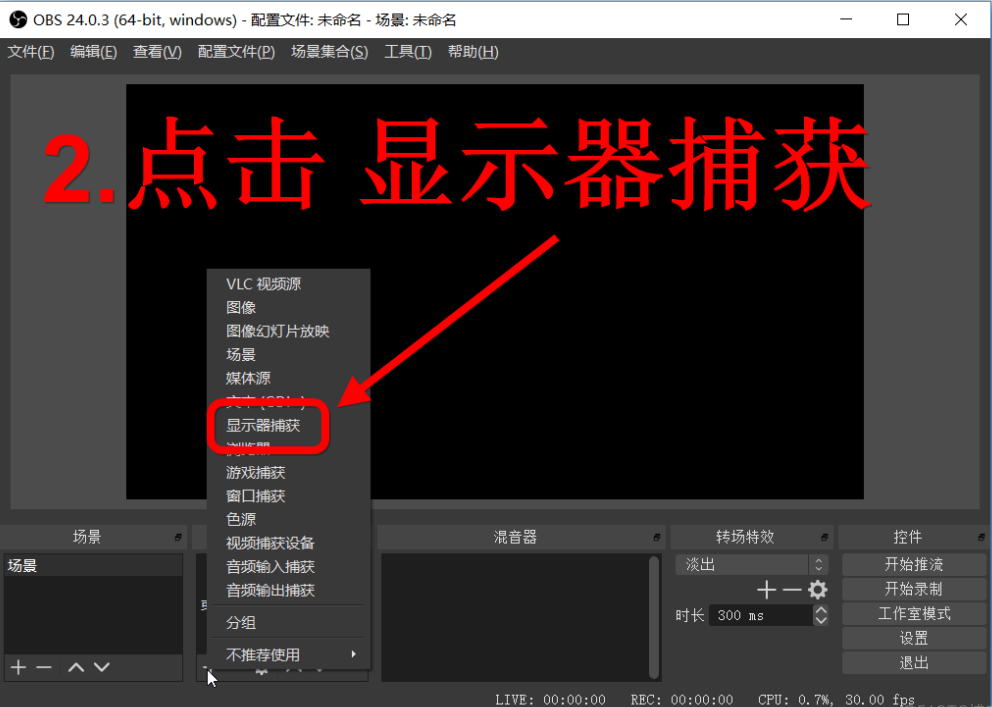 OBS 24.0.3 (64-bit, windows) - 配置文件: 未命名 - 场景: 未命名
文件(F) 编辑(E) 查看(V) 配置文件(P) 场景集合(S) 工具(T) 帮助(H)
2.点击 显示器捕获
VLC 视频源
图像
图像幻灯片放映
场景
媒体源
显示器捕获
游戏捕获
窗口捕获
色源
视频捕获设备
音频输入捕获
音频输出捕获
分组
不推荐使用
场景
场景
混音器
转场特效
淡出
时长 300 ms
控件
开始推流
开始录制
工作室模式
设置
退出
LIVE: 00:00:00 REC: 00:00:00 CPU: 0.7%, 30.00 fps